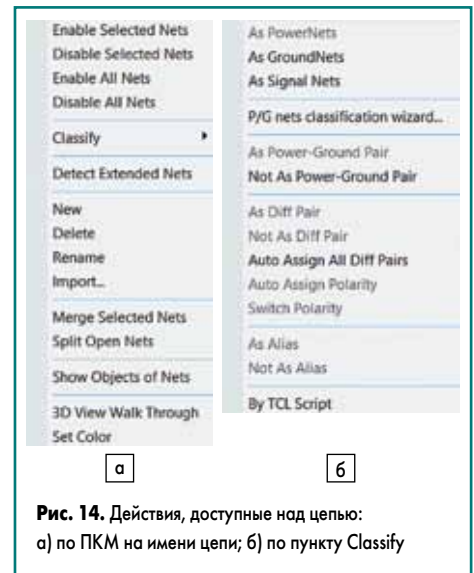 Enable Selected Nets
Disable Selected Nets
Enable All Nets
Disable All Nets
Classify
Detect Extended Nets
New
Delete
Rename
Import...
Merge Selected Nets
Split Open Nets
Show Objects of Nets
3D View Walk Through
Set Color
а
As PowerNets
As GroundNets
As Signal Nets
P/G nets classification wizard...
As Power-Ground Pair
Not As Power-Ground Pair
As Diff Pair
Not As Diff Pair
Auto Assign All Diff Pairs
Auto Assign Polarity
Switch Polarity
As Alias
Not As Alias
By TCL Script
б
Рис. 14. Действия, доступные над цепью:
а) по ПКМ на имени цепи; б) по пункту Classify